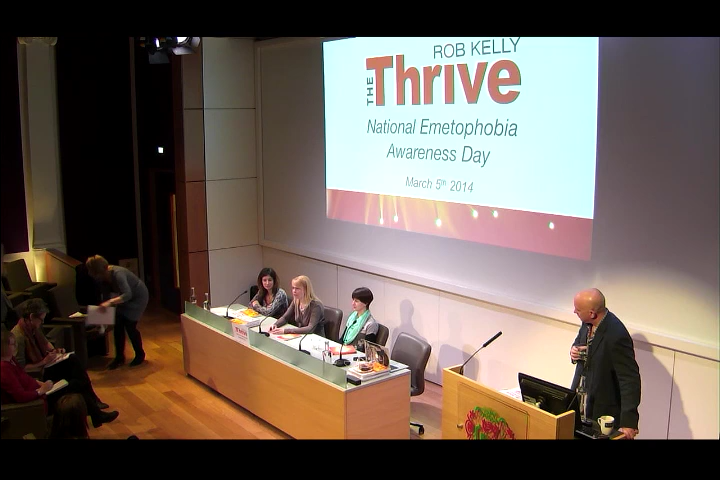 ROB KELLY
THE Thrive
National Emetophobia
Awareness Day
March 5th 2014